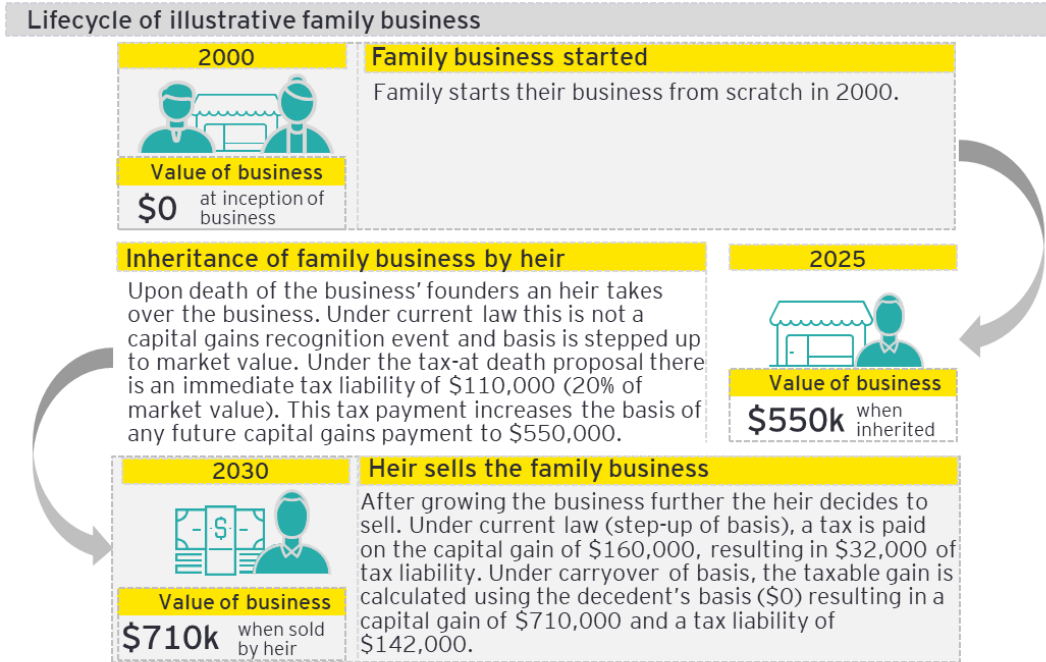 Lifecycle of illustrative family business
2000
Family business started
Family starts their business from scratch in 2000.
Value of business
$0 at inception of
business
Inheritance of family business by heir
Upon death of the business' founders an heir takes
over the business. Under current law this is not a
capital gains recognition event and basis is stepped up
to market value. Under the tax-at death proposal there
is an immediate tax liability of $110,000 (20% of
market value). This tax payment increases the basis of
any future capital gains payment to $550,000.
2025
Value of business
$550k when
inherited
2030
$
Value of business
$710k when sold
by heir
Heir sells the family business
After growing the business further the heir decides to
sell. Under current law (step-up of basis), a tax is paid
on the capital gain of $160,000, resulting in $32,000 of
tax liability. Under carryover of basis, the taxable gain is
calculated using the decedent's basis ($0) resulting in a
capital gain of $710,000 and a tax liability of
$142,000.